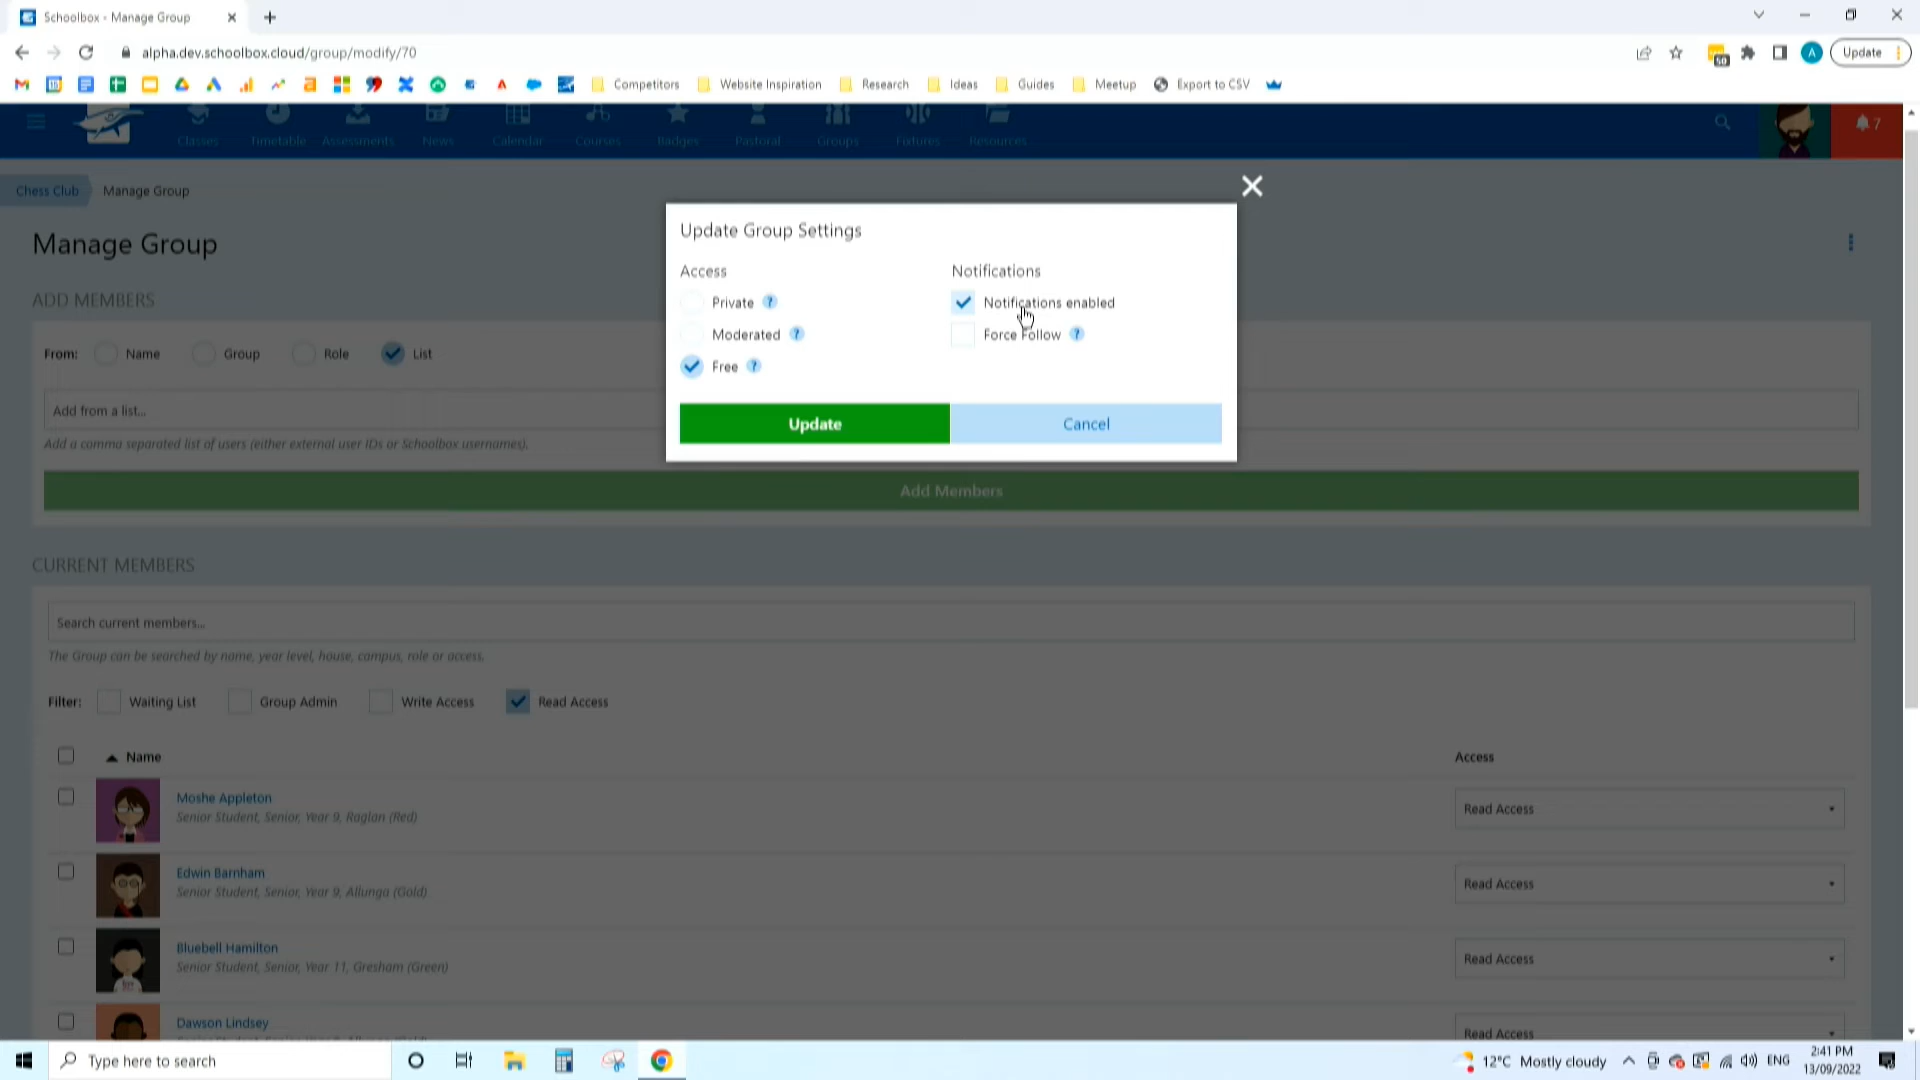 Schoolbox - Manage Group
alpha.dev.schoolbox.cloud/group/modify/70
50
A
Update
Competitors Website Inspiration Research Ideas Guides Meetup Export to CSV
Classes Timetable Assessments News Calendar Courses Badges Pastoral Groups Fixtures Resources
7
Chess Club Manage Group
Manage Group
ADD MEMBERS
From: Name Group Role List
Add from a list...
Add a comma separated list of users (either external user IDs or Schoolbox usernames).
Add Members
Update Group Settings
Access
Private ?
Moderated ?
Free ?
Notifications
Notifications enabled
Force Follow ?
Update Cancel
CURRENT MEMBERS
Search current members...
The Group can be searched by name, year level, house, campus, role or access.
Filter: Waiting List Group Admin Write Access Read Access
Name Access
Moshe Appleton
Senior Student, Senior, Year 9, Raglan (Red)
Read Access
Edwin Barnham
Senior Student, Senior, Year 9, Allunga (Gold)
Read Access
Bluebell Hamilton
Senior Student, Senior, Year 11, Gresham (Green)
Read Access
Dawson Lindsey
Read Access
Type here to search
12°C Mostly cloudy
ENG
2:41 PM
13/09/2022